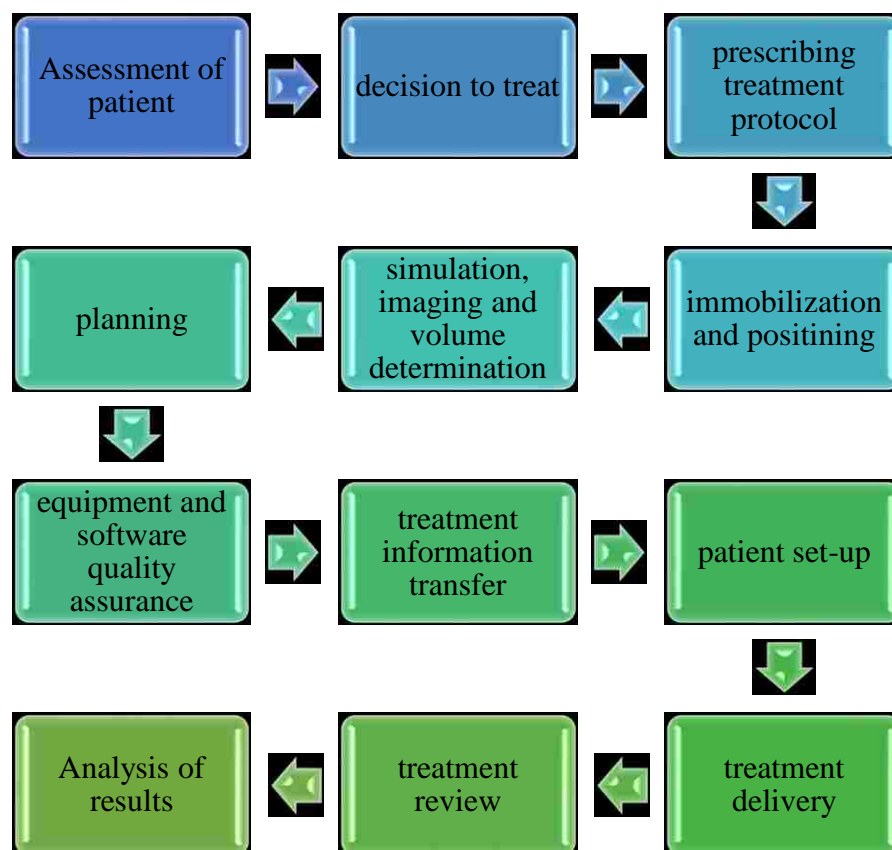 Assessment of
patient
decision to treat
prescribing
treatment
protocol
immobilization
and positining
simulation,
imaging and
volume
determination
planning
equipment and
software
quality
assurance
treatment
information
transfer
patient set-up
treatment
delivery
treatment
review
Analysis of
results